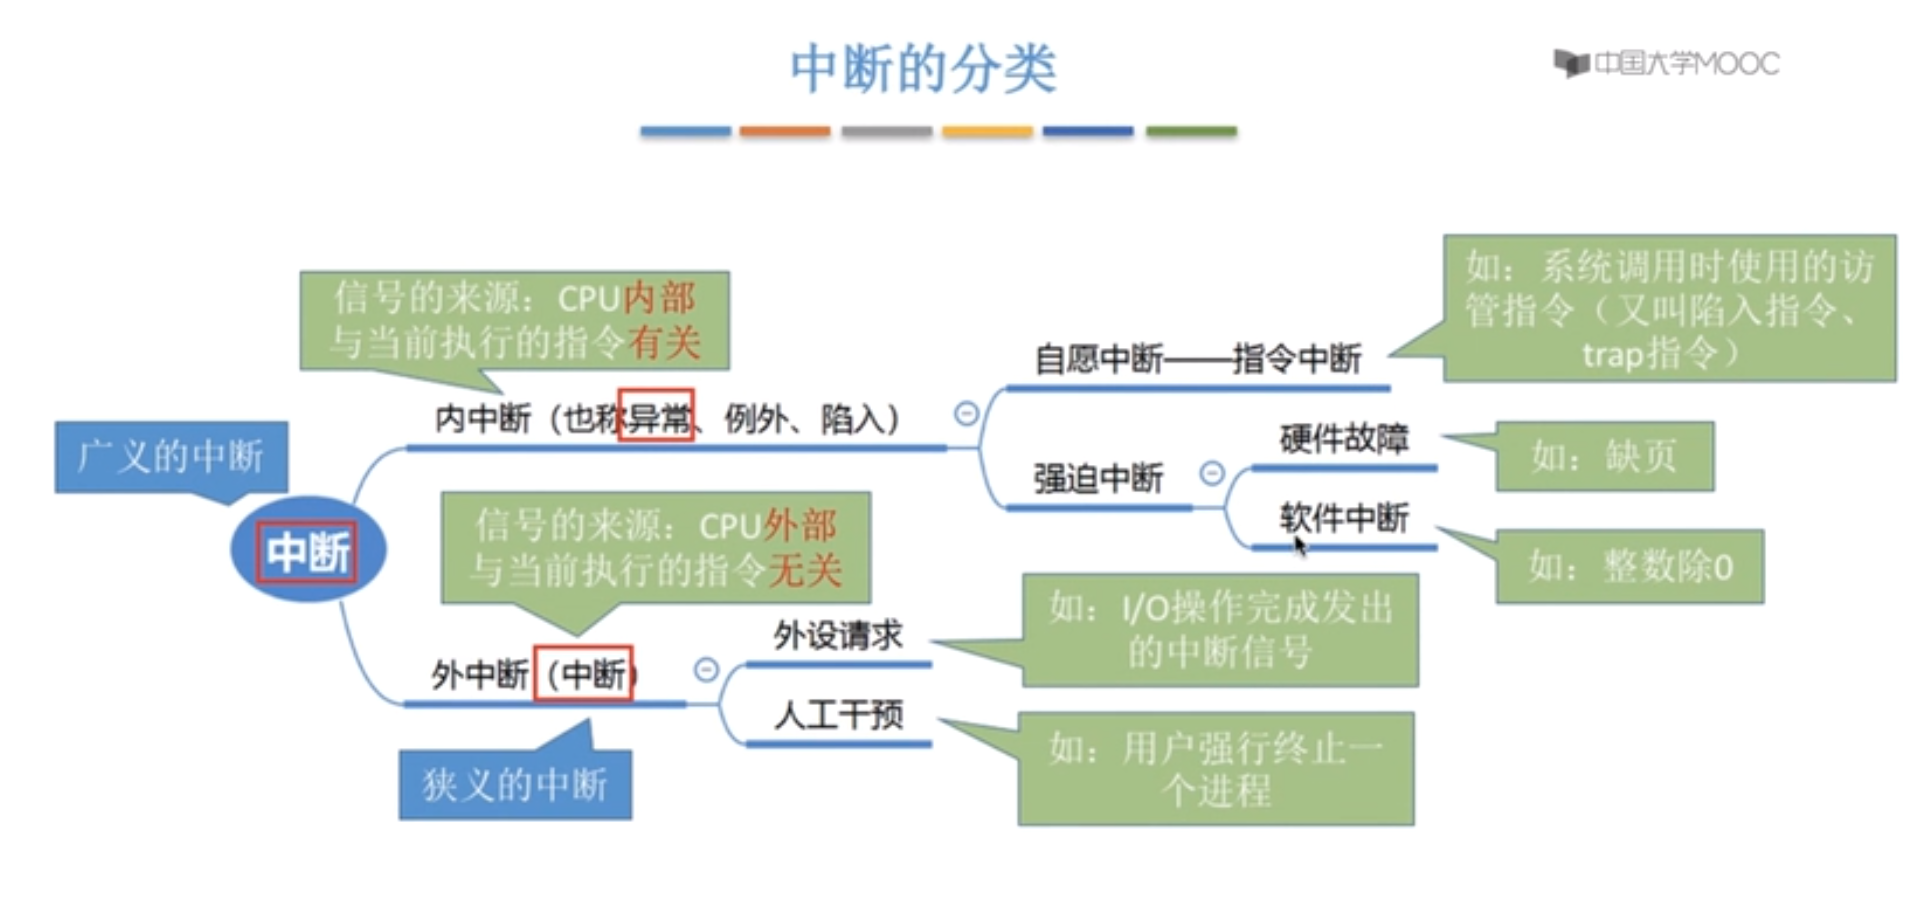 中断的分类
中国大学MOOC
信号的来源：CPU内部
与当前执行的指令有关
如：系统调用时使用的访
管指令（又叫陷入指令、
trap指令）
自愿中断——指令中断
内中断（也称异常、例外、陷入）
广义的中断
硬件故障
如：缺页
强迫中断
软件中断
如：整数除0
中断
信号的来源：CPU外部
与当前执行的指令无关
外设请求
如：I/O操作完成发出
的中断信号
外中断（中断）
人工干预
如：用户强行终止一
个进程
狭义的中断